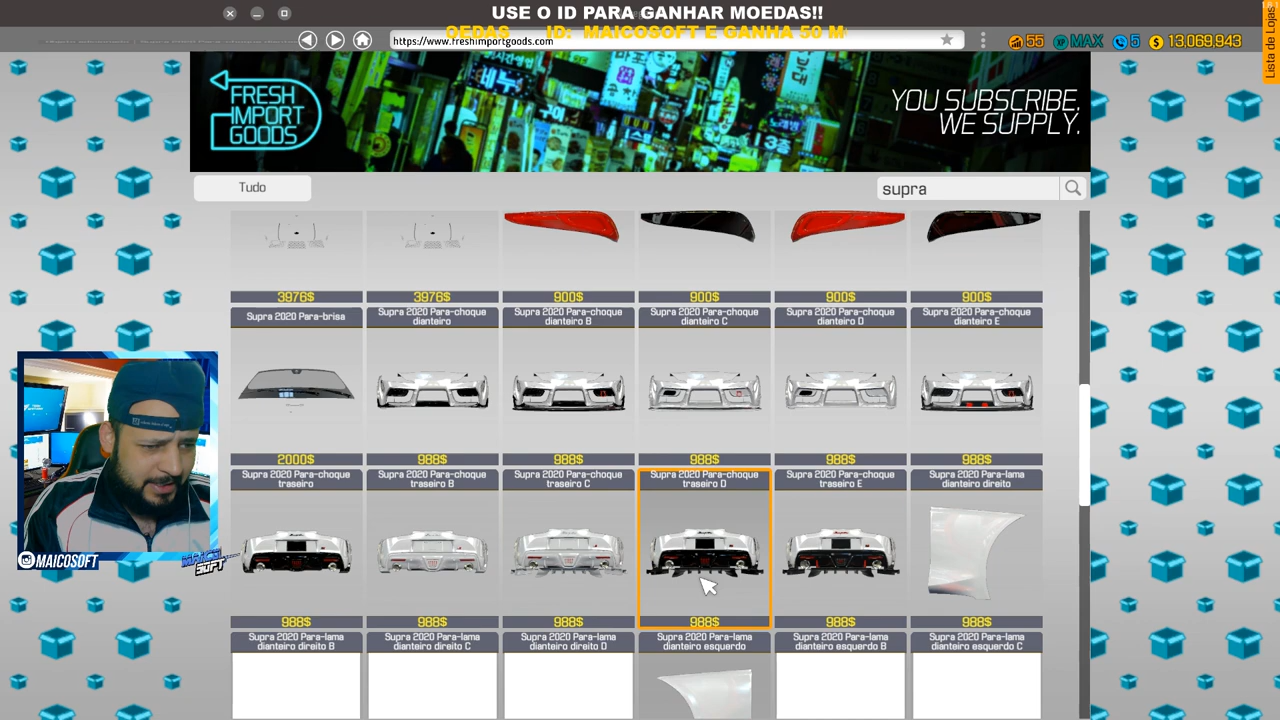 USE O ID PARA GANHAR MOEDAS!!
OEDAS ID: MAICOSOFT E GANHA 50 M
https://www.freshimportgoods.com
55
MAX
5
13,069,943
Lista de Lojas
FRESH
IMPORT
GOODS
YOU SUBSCRIBE.
WE SUPPLY.
Tudo
supra
3976$ 3976$ 900$ 900$ 900$ 900$
Supra 2020 Para-brisa
Supra 2020 Para-choque
dianteiro
Supra 2020 Para-choque
dianteiro B
Supra 2020 Para-choque
dianteiro C
Supra 2020 Para-choque
dianteiro D
Supra 2020 Para-choque
dianteiro E
2000$ 988$ 988$ 988$ 988$ 988$
Supra 2020 Para-choque
traseiro
Supra 2020 Para-choque
traseiro B
Supra 2020 Para-choque
traseiro C
Supra 2020 Para-choque
traseiro D
Supra 2020 Para-choque
traseiro E
Supra 2020 Para-lama
dianteiro direito
988$ 988$ 988$ 988$ 988$ 988$
Supra 2020 Para-lama
dianteiro direito B
Supra 2020 Para-lama
dianteiro direito C
Supra 2020 Para-lama
dianteiro direito D
Supra 2020 Para-lama
dianteiro esquerdo
Supra 2020 Para-lama
dianteiro esquerdo B
Supra 2020 Para-lama
dianteiro esquerdo C
MAICOSOFT